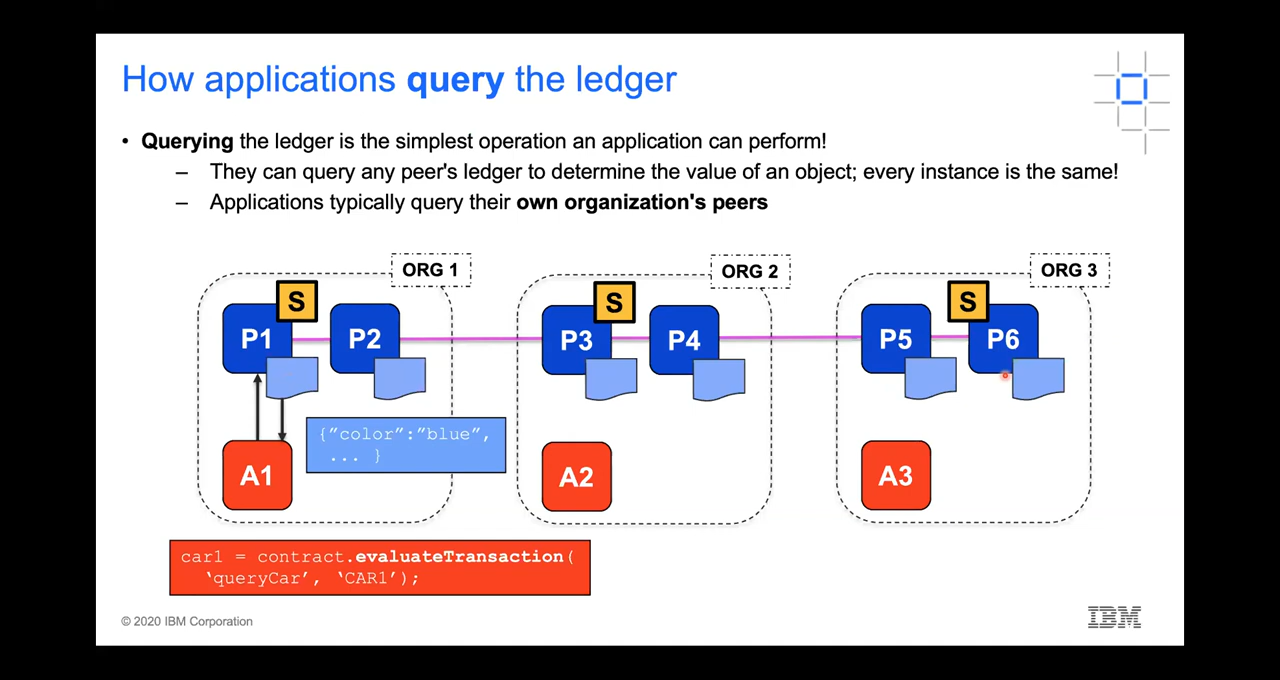 How applications query the ledger
• Querying the ledger is the simplest operation an application can perform!
– They can query any peer's ledger to determine the value of an object; every instance is the same!
– Applications typically query their own organization's peers
ORG 1
ORG 2
ORG 3
S
S
S
P1
P2
P3
P4
P5
P6
{”color”:”blue”,
... }
A1
A2
A3
car1 = contract.evaluateTransaction(
‘queryCar’, ‘CAR1’);
© 2020 IBM Corporation
IBM